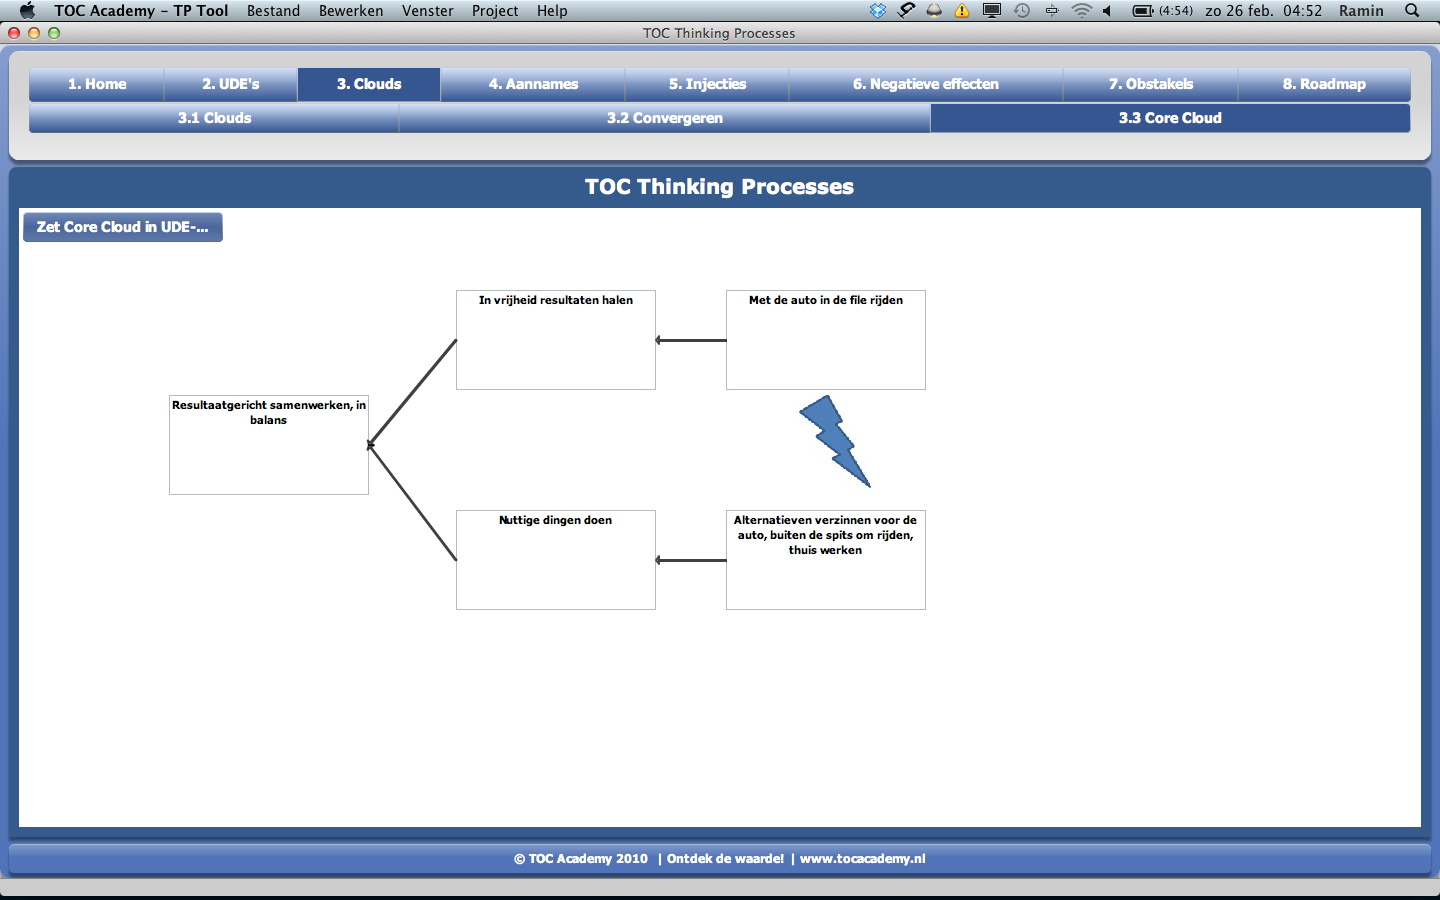 TOC Academy – TP Tool Bestand Bewerken Venster Project Help (4:54) zo 26 feb. 04:52 Ramin
TOC Thinking Processes
1. Home 2. UDE's 3. Clouds 4. Aannames 5. Injecties 6. Negatieve effecten 7. Obstakels 8. Roadmap
3.1 Clouds 3.2 Convergeren 3.3 Core Cloud
TOC Thinking Processes
Zet Core Cloud in UDE-...
In vrijheid resultaten halen
Met de auto in de file rijden
Resultaatgericht samenwerken, in
balans
Nuttige dingen doen
Alternatieven verzinnen voor de
auto, buiten de spits om rijden,
thuis werken
© TOC Academy 2010 | Ontdek de waarde! | www.tocacademy.nl